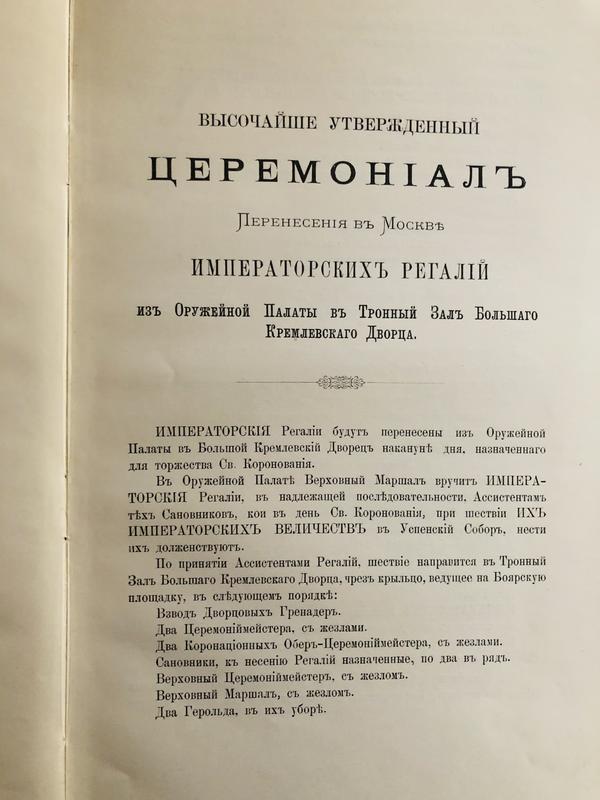 ВЫСОЧАЙШЕ УТВЕРЖДЕННЫЙ
ЦЕРЕМОНІАЛЪ
Перенесенія въ Москвѣ
ИМПЕРАТОРСКИХЪ РЕГАЛІЙ
изъ Оружейной Палаты въ Тронный Залъ Большаго
Кремлевскаго Дворца.
ИМПЕРАТОРСКІЯ Регаліи будутъ перенесены изъ Оружейной
Палаты въ Большой Кремлевскій Дворецъ наканунѣ дня, назначеннаго
для торжества Св. Коронованія.
Въ Оружейной Палатѣ Верховный Маршалъ вручитъ ИМПЕРА-
ТОРСКІЯ Регаліи, въ надлежащей послѣдовательности, Ассистентамъ
тѣхъ Сановниковъ, кои въ день Св. Коронованія, при шествіи ИХЪ
ИМПЕРАТОРСКИХЪ ВЕЛИЧЕСТВЪ въ Успенскій Соборъ, нести
ихъ долженствуютъ.
По принятіи Ассистентами Регалій, шествіе направится въ Тронный
Залъ Большаго Кремлевскаго Дворца, чрезъ крыльцо, ведущее на Боярскую
площадку, въ слѣдующемъ порядкѣ:
Взводъ Дворцовыхъ Гренадеръ.
Два Церемоніймейстера, съ жезлами.
Два Коронаціонныхъ Оберъ-Церемоніймейстера, съ жезлами.
Сановники, къ несенію Регалій назначенные, по два въ рядъ.
Верховный Церемоніймейстеръ, съ жезломъ.
Верховный Маршалъ, съ жезломъ.
Два Герольда, въ ихъ уборѣ.